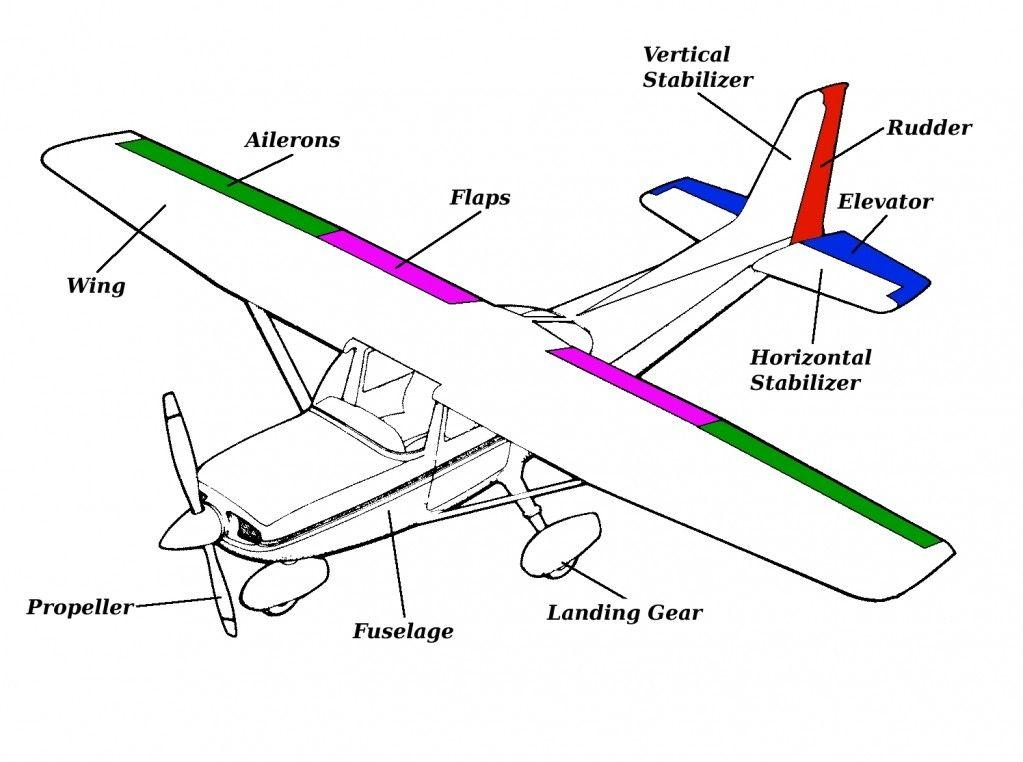 Vertical
Stabilizer
Rudder
Ailerons
Flaps
Elevator
Wing
Horizontal
Stabilizer
Propeller
Landing Gear
Fuselage